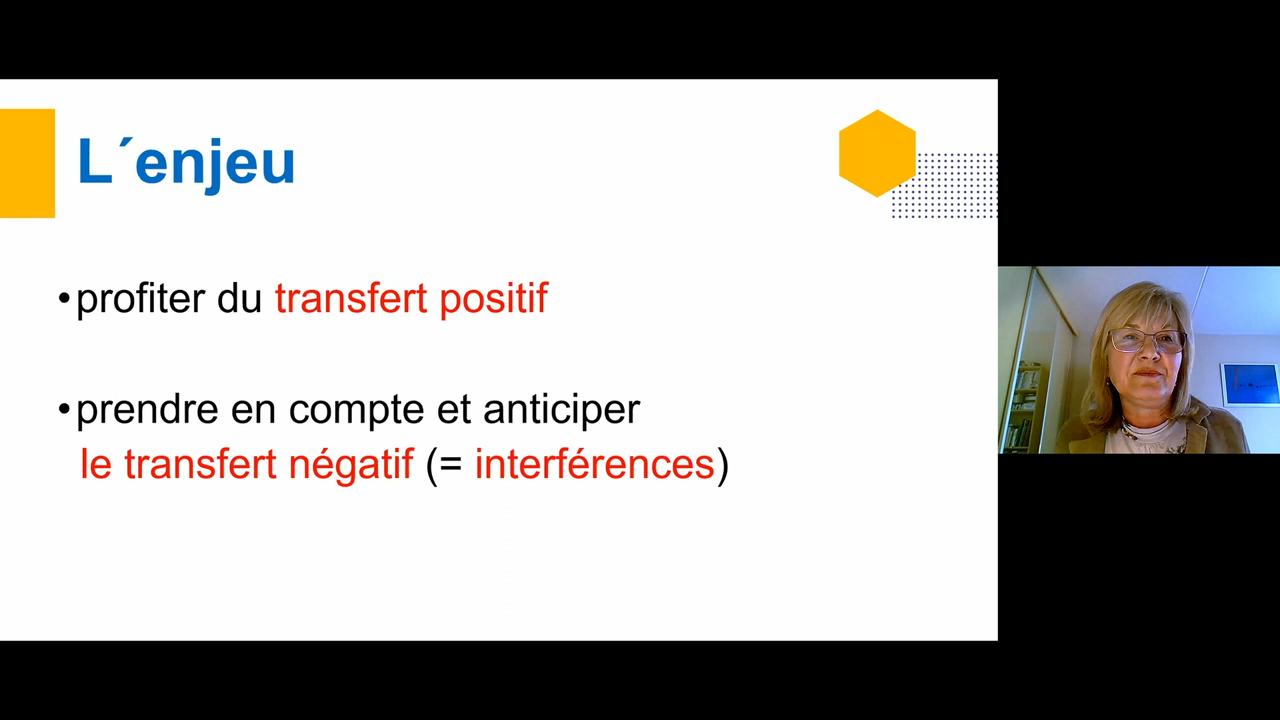 L´enjeu
•profiter du transfert positif
•prendre en compte et anticiper
le transfert négatif (= interférences)